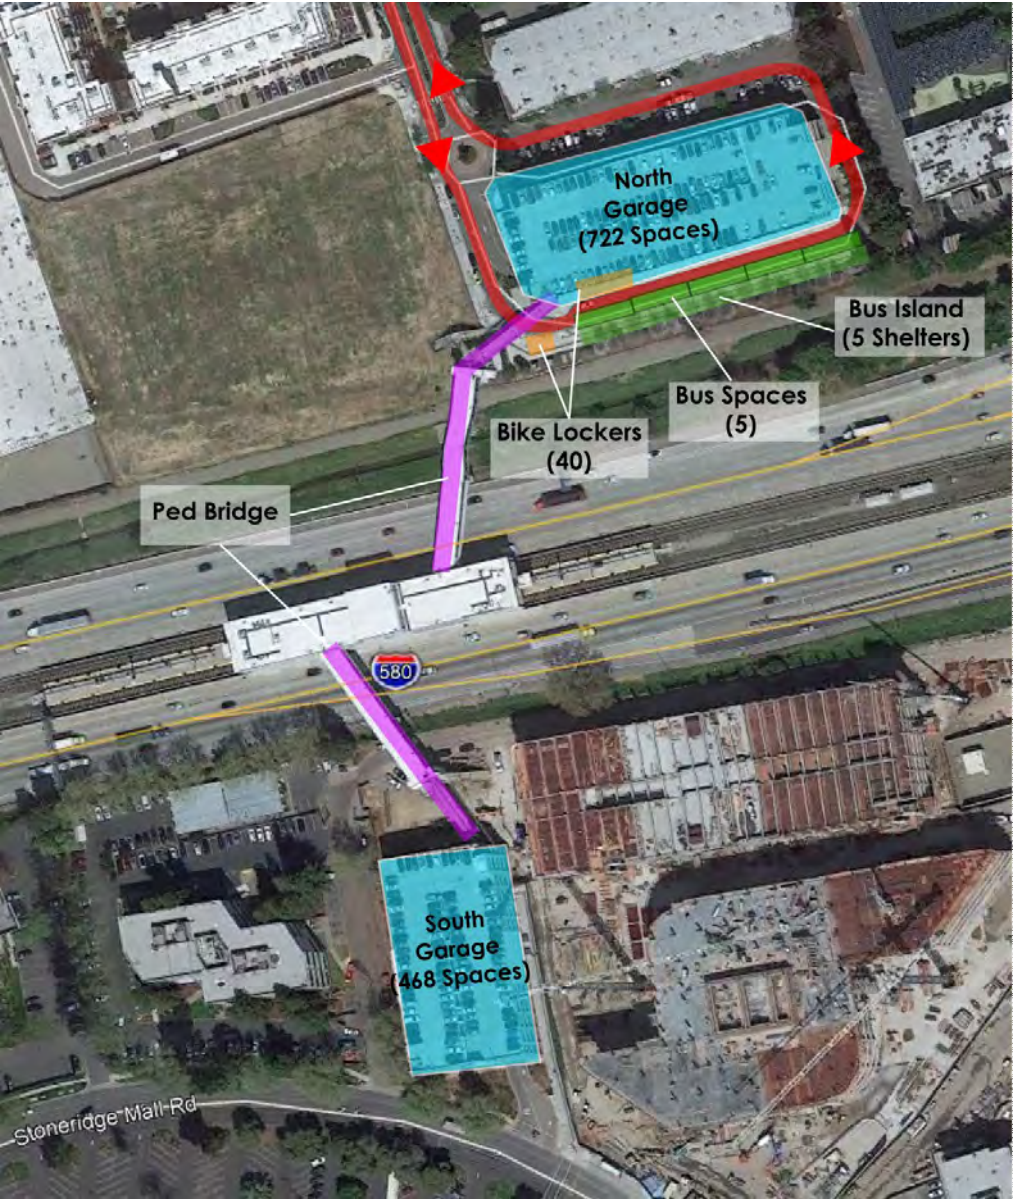 North
Garage
(722 Spaces)
Bus Island
(5 Shelters)
Bus Spaces
(5)
Bike Lockers
(40)
Ped Bridge
580
South
Garage
(468 Spaces)
Stoneridge Mall Rd